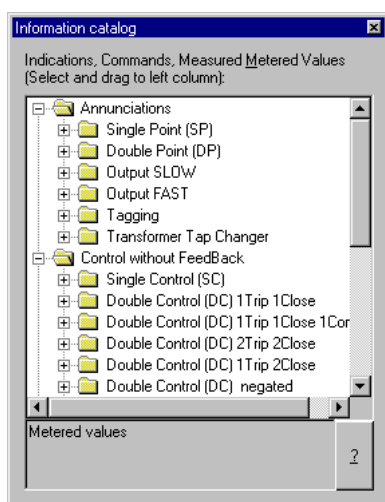 Information catalog
Indications, Commands, Measured Metered Values
(Select and drag to left column):
Annunciations
Single Point (SP)
Double Point (DP)
Output SLOW
Output FAST
Tagging
Transformer Tap Changer
Control without FeedBack
Single Control (SC)
Double Control (DC) 1Trip 1Close
Double Control (DC) 1Trip 1Close 1Cor
Double Control (DC) 2Trip 2Close
Double Control (DC) 1Trip 2Close
Double Control (DC) negated
Metered values
?